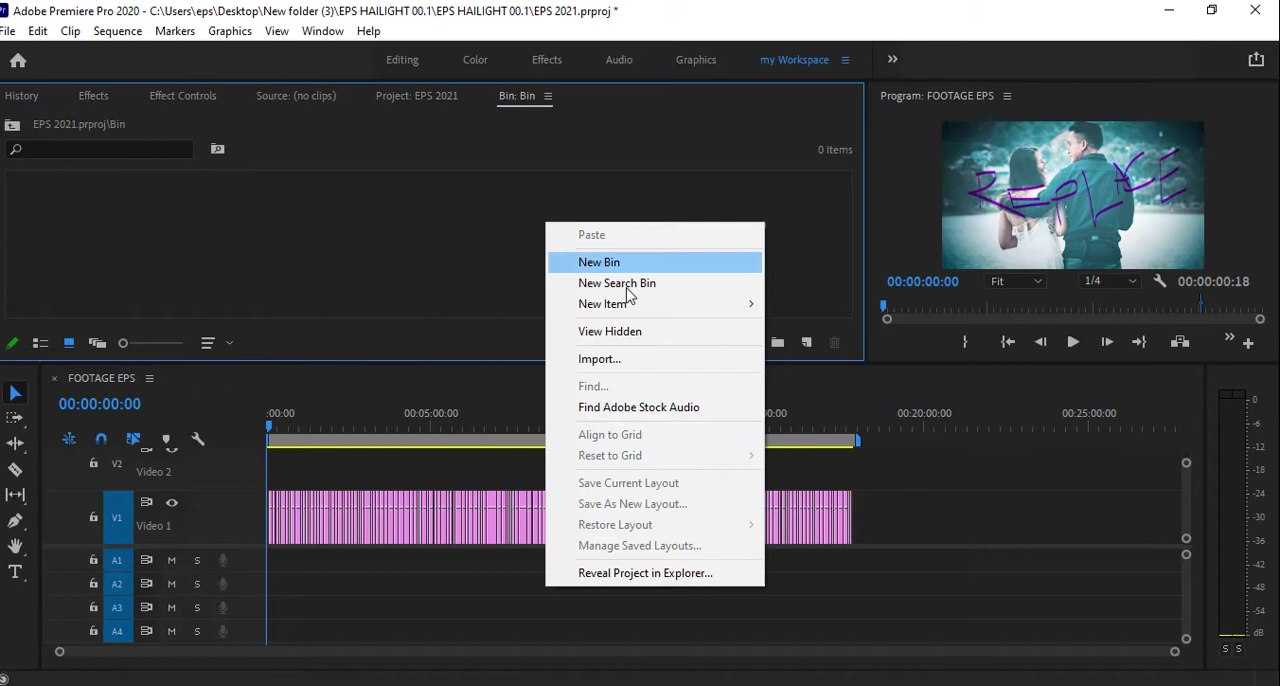 Adobe Premiere Pro 2020 - C:\Users\eps\Desktop\New folder (3)\EPS HAILIGHT 00.1\EPS HAILIGHT 00.1\EPS 2021.prproj *
File Edit Clip Sequence Markers Graphics View Window Help
Editing Color Effects Audio Graphics my Workspace
History Effects Effect Controls Source: (no clips) Project: EPS 2021 Bin: Bin
EPS 2021.prproj\Bin
0 Items
Paste
New Bin
New Search Bin
New Item
View Hidden
Import...
Find...
Find Adobe Stock Audio
Align to Grid
Reset to Grid
Save Current Layout
Save As New Layout...
Restore Layout
Manage Saved Layouts...
Reveal Project in Explorer...
Program: FOOTAGE EPS
REPLACE
00:00:00:00 Fit 1/4 00:00:00:18
FOOTAGE EPS
00:00:00:00
:00:00 00:05:00:00 00:00 00:20:00:00 00:25:00:00
V2
Video 2
V1
Video 1
A1 M S
A2 M S
A3 M S
A4 M S
0
-6
-12
-18
-24
-30
-36
-42
-48
-54
dB
S S